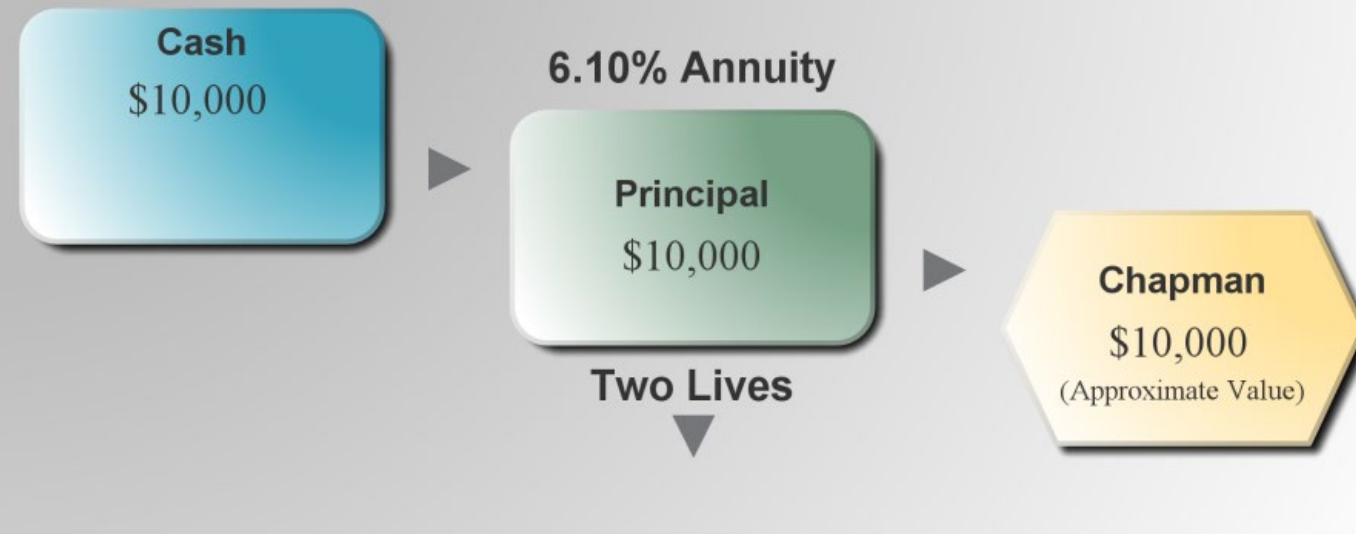 Cash
$10,000
6.10% Annuity
Principal
$10,000
Two Lives
Chapman
$10,000
(Approximate Value)